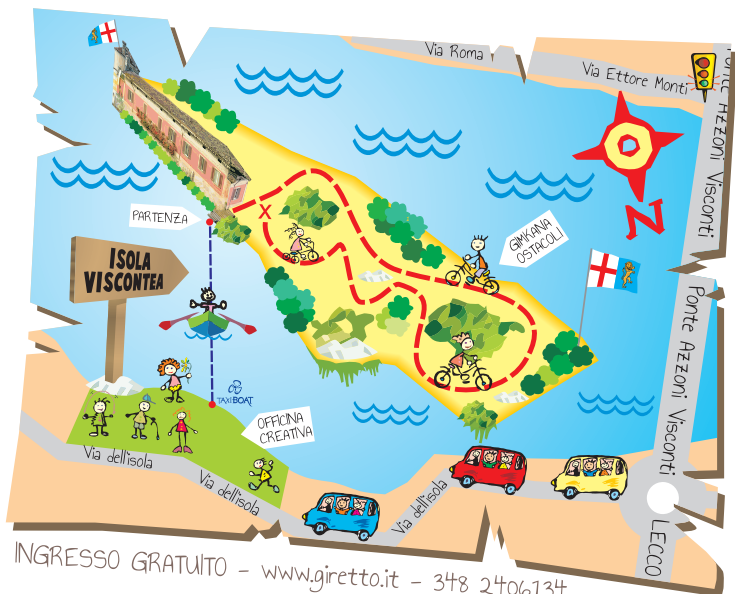 Via Roma
Via Ettore Monti
Ponte Azzoni Visconti
N
PARTENZA
X
GIMKANA
OSTACOLI
ISOLA
VISCONTEA
Ponte Azzoni Visconti
TAXIBOAT
OFFICINA
CREATIVA
Via dell'isola
Via dell'isola
Via dell'isola
LECCO
INGRESSO GRATUITO - www.giretto.it - 348 2406134